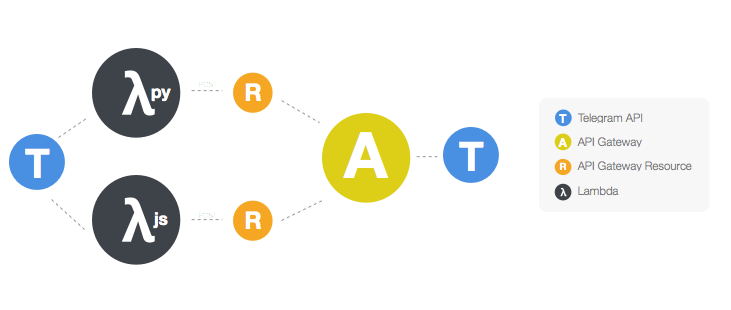 T
λpy
R
A
T
λjs
R
T Telegram API
A API Gateway
R API Gateway Resource
λ Lambda